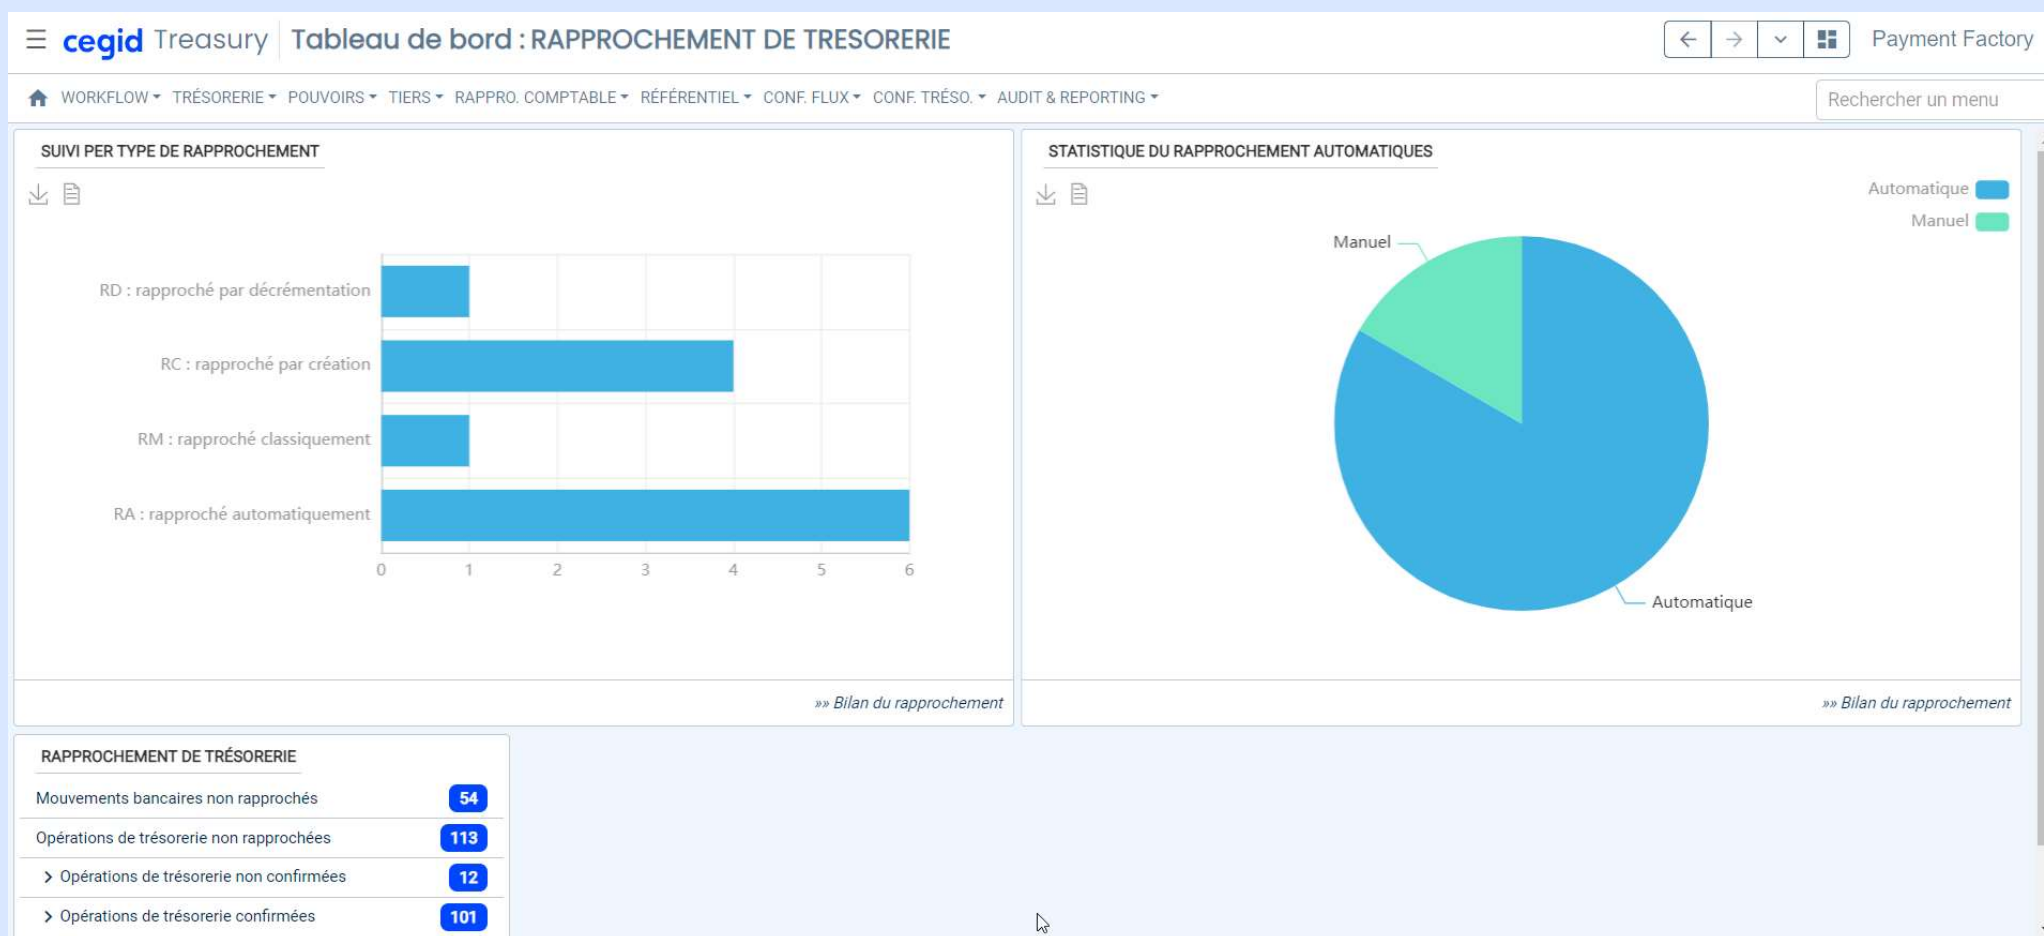 cegid Treasury Tableau de bord : RAPPROCHEMENT DE TRESORERIE
Payment Factory
WORKFLOW TRÉSORERIE POUVOIRS TIERS RAPPRO. COMPTABLE RÉFÉRENTIEL CONF. FLUX CONF. TRÉSO. AUDIT & REPORTING
Rechercher un menu
SUIVI PER TYPE DE RAPPROCHEMENT
RD : rapproché par décrémentation
RC : rapproché par création
RM : rapproché classiquement
RA : rapproché automatiquement
0 1 2 3 4 5 6
»» Bilan du rapprochement
STATISTIQUE DU RAPPROCHEMENT AUTOMATIQUES
Automatique
Manuel
Manuel
Automatique
»» Bilan du rapprochement
RAPPROCHEMENT DE TRÉSORERIE
Mouvements bancaires non rapprochés 54
Opérations de trésorerie non rapprochées 113
Opérations de trésorerie non confirmées 12
Opérations de trésorerie confirmées 101